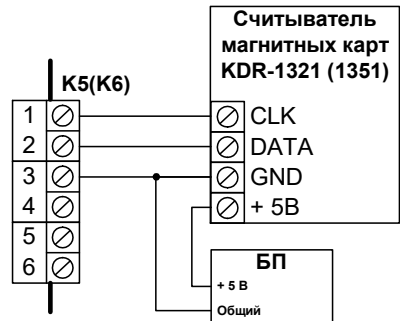 Считыватель
магнитных карт
KDR-1321 (1351)
K5(K6)
1
2
3
4
5
6
CLK
DATA
GND
+ 5В
БП
+ 5 В
Общий